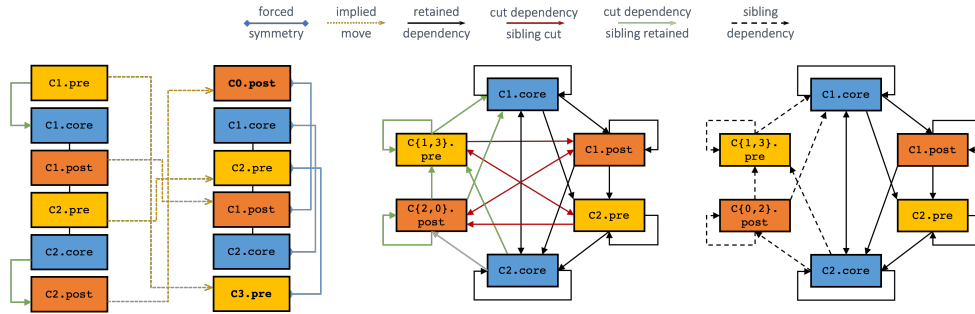 forced
symmetry
implied
move
retained
dependency
cut dependency
sibling cut
cut dependency
sibling retained
sibling
dependency
C1.pre
C1.core
C1.post
C2.pre
C2.core
C2.post
C0.post
C1.core
C2.pre
C1.post
C2.core
C3.pre
C1.core
C{1,3}.
pre
C1.post
C{2,0}.
post
C2.pre
C2.core
C1.core
C{1,3}.
pre
C1.post
C{0,2}.
post
C2.pre
C2.core